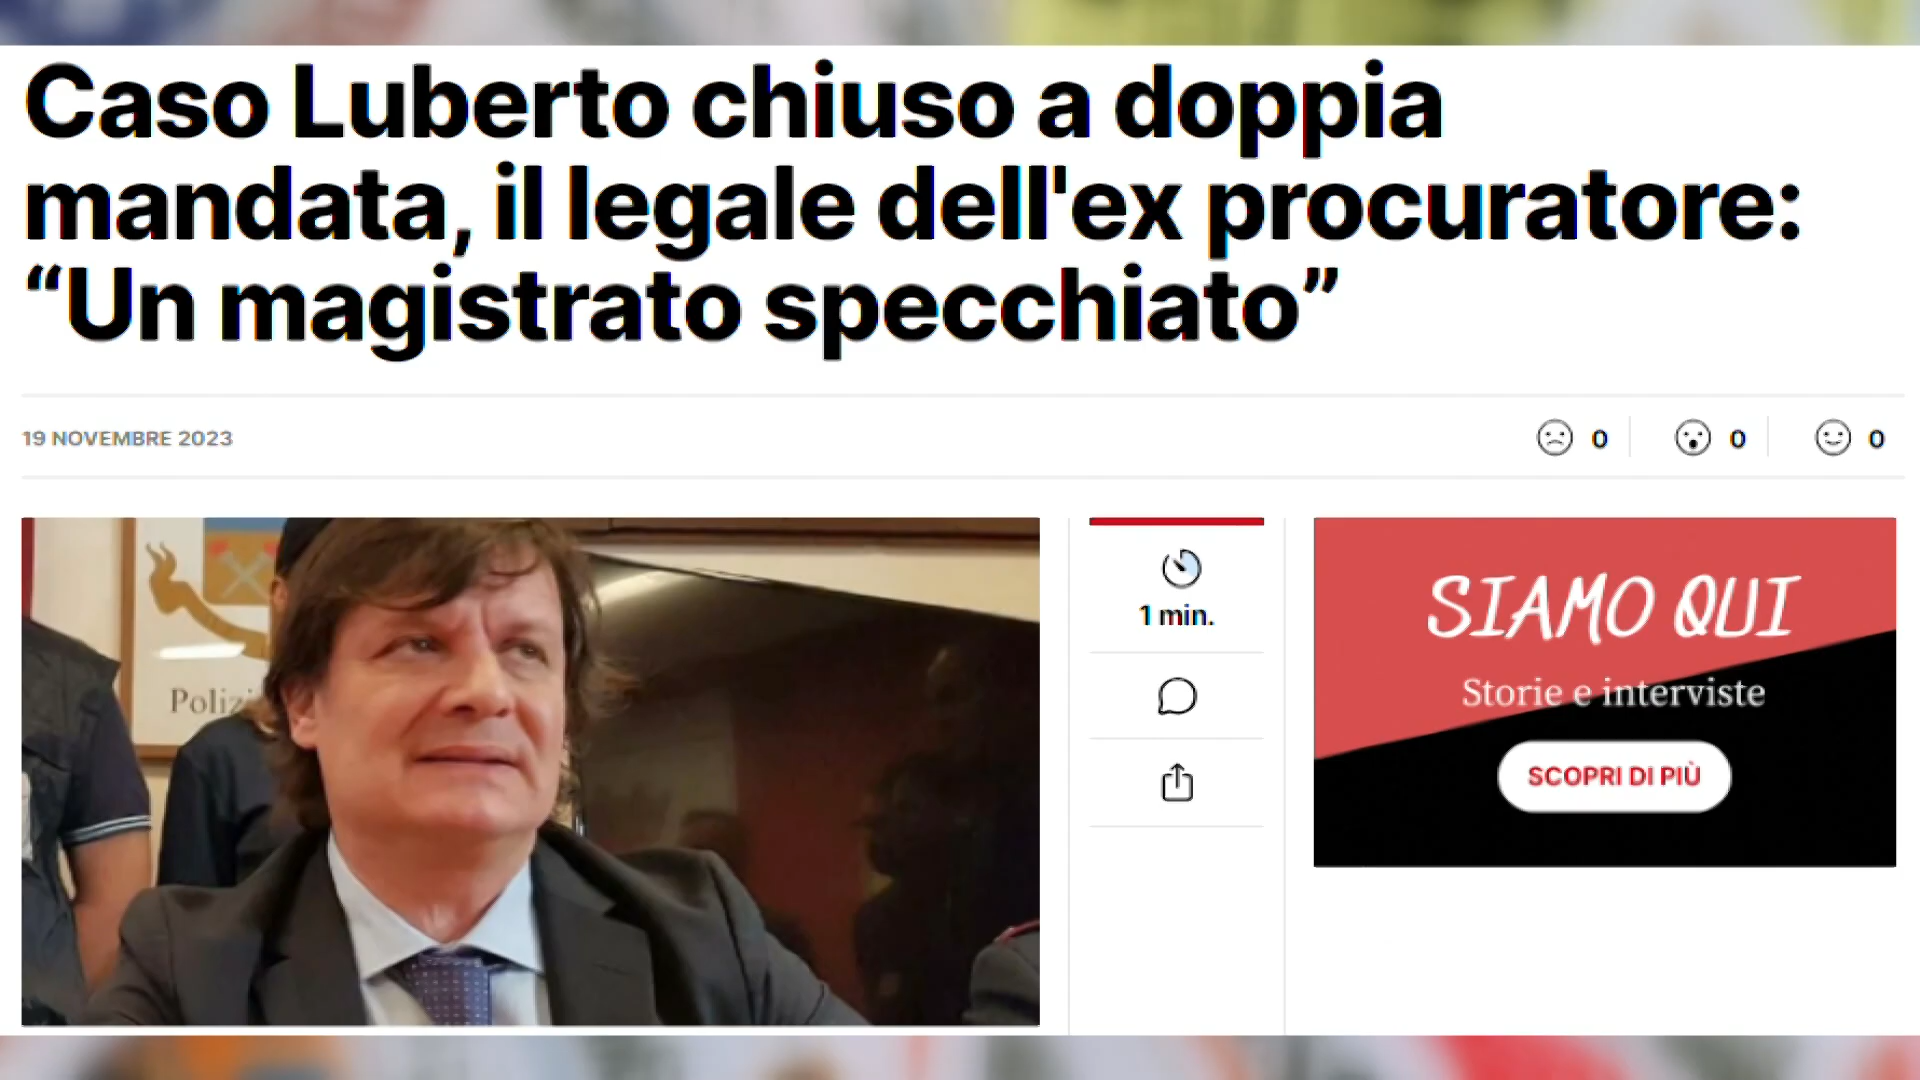 Caso Luberto chiuso a doppia
mandata, il legale dell'ex procuratore:
“Un magistrato specchiato”
19 NOVEMBRE 2023
0
0
0
Poliz
1 min.
SIAMO QUI
Storie e interviste
SCOPRI DI PIÙ